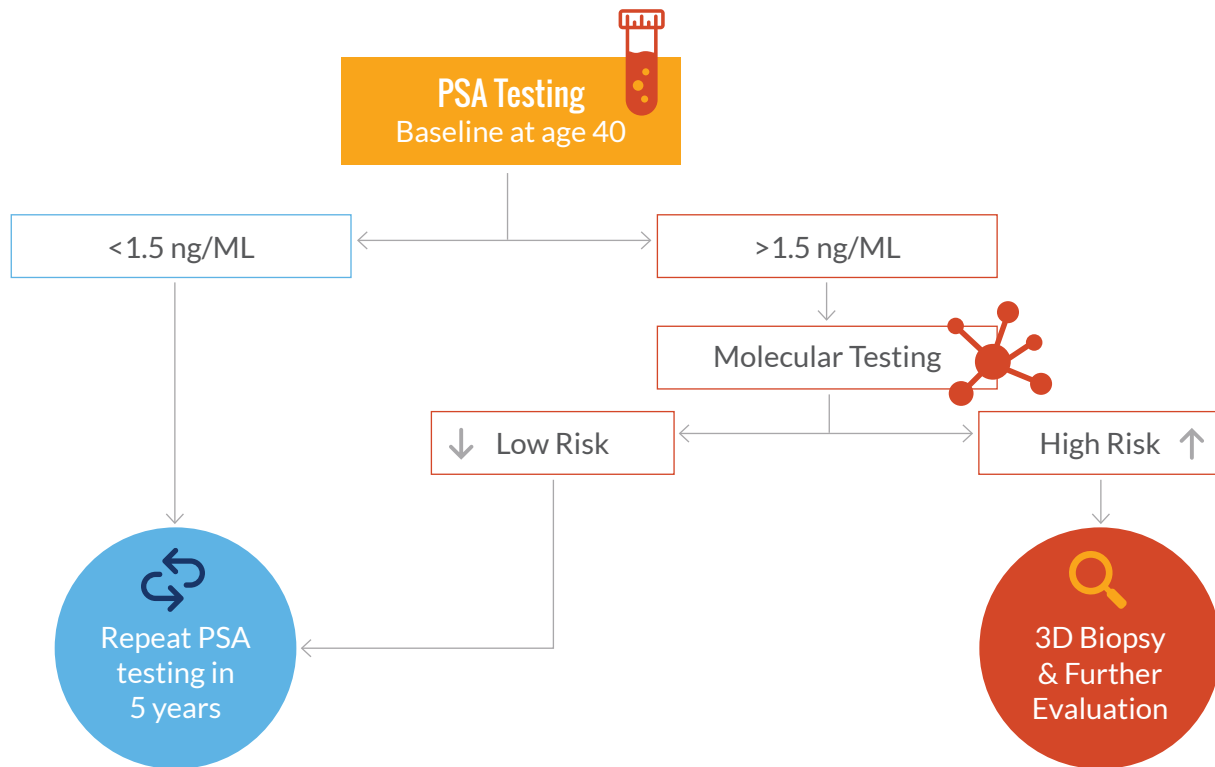 PSA Testing
Baseline at age 40
<1.5 ng/ML
>1.5 ng/ML
Molecular Testing
Low Risk
High Risk
Repeat PSA
testing in
5 years
3D Biopsy
& Further
Evaluation